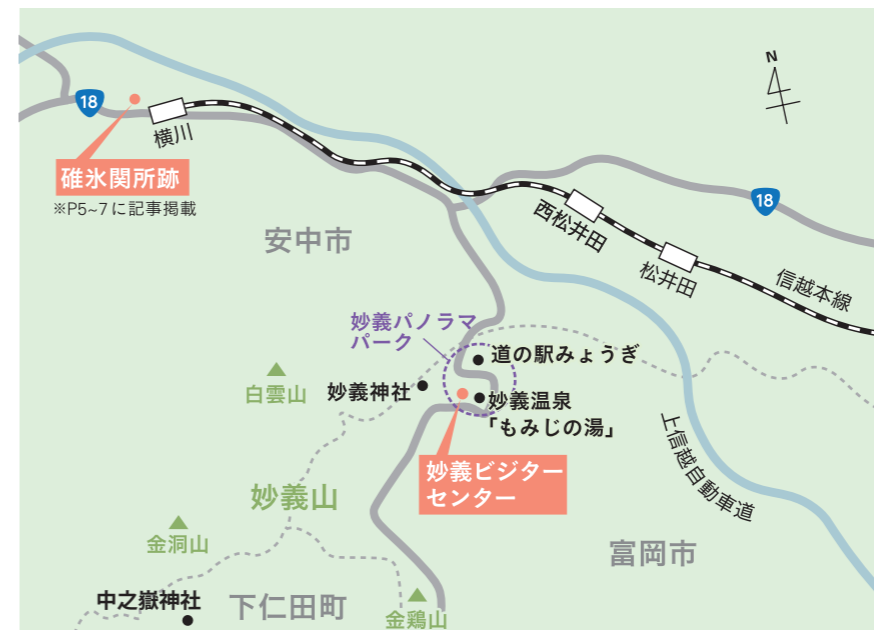 N
18
横川
碓氷関所跡
※P5~7に記事掲載
安中市
西松井田
18
松井田
信越本線
妙義パノラマ
パーク
道の駅みょうぎ
白雲山
妙義神社
妙義温泉
「もみじの湯」
上信越自動車道
妙義ビジター
センター
妙義山
金洞山
富岡市
中之嶽神社
下仁田町
金鶏山